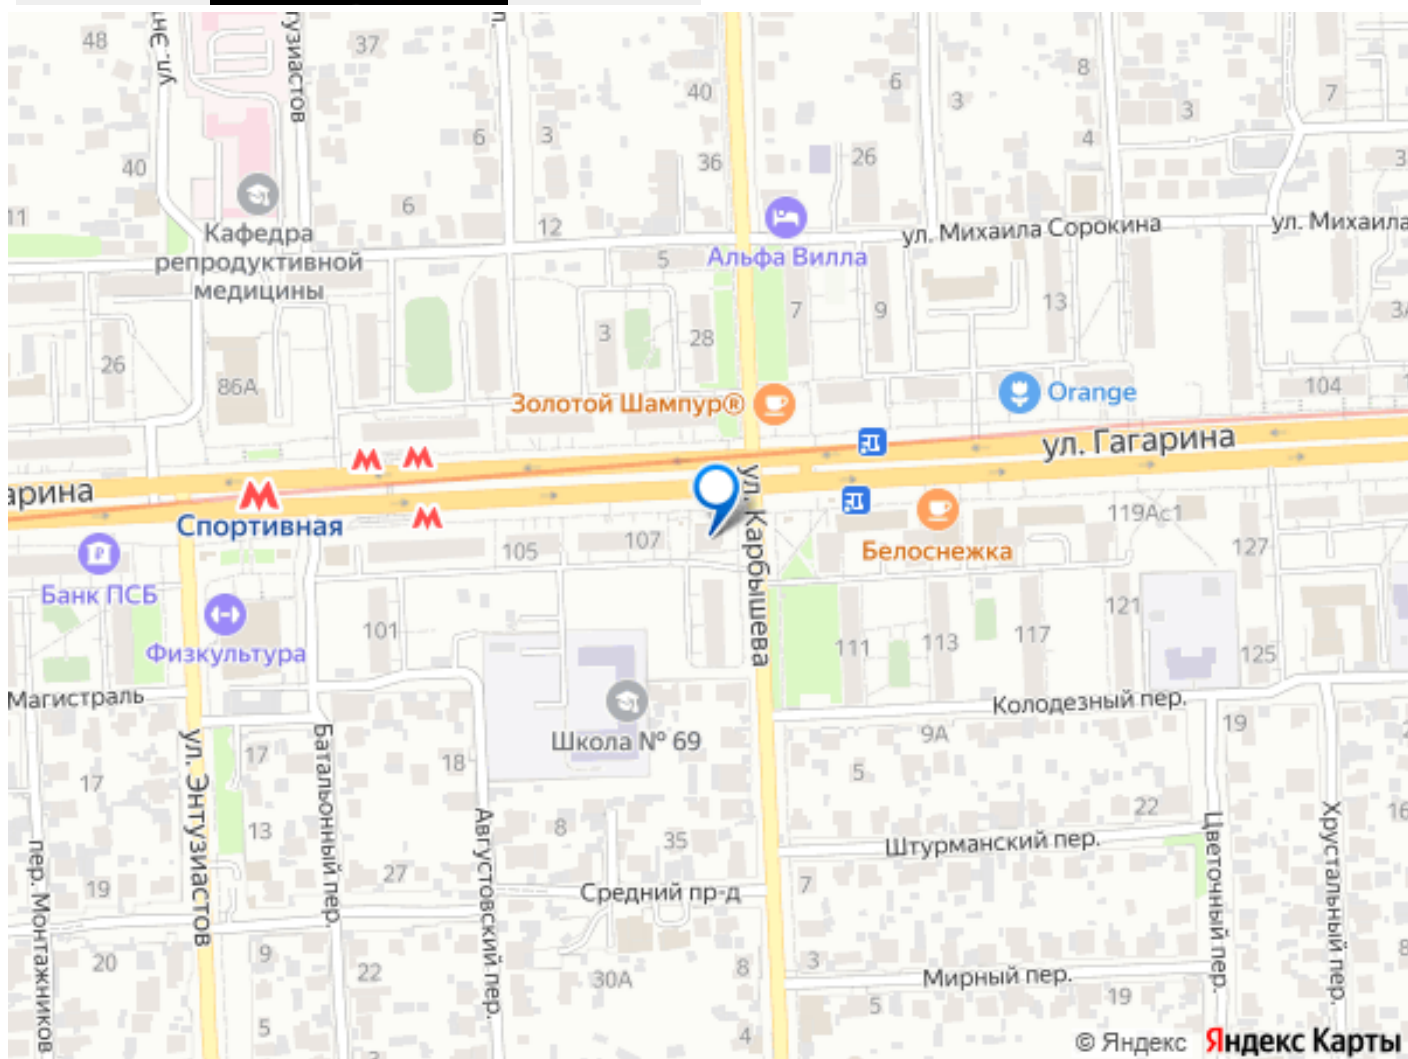 48
ул. Энтузиастов
37
40
8
6
3
3
7
6
3
4
40
36
26
11
6
12
Кафедра
репродуктивной
медицины
ул. Михаила Сорокина
ул. Михаила
5
Альфа Вилла
7
9
13
3А
3
28
26
86А
Золотой Шампур®
Orange
104
ул. Гагарина
арина
Спортивная
ул. Карбышева
119Ас1
105
107
127
Белоснежка
Банк ПСБ
Физкультура
101
121
111
113
117
125
Магистраль
Колодезный пер.
9А
19
ул. Энтузиастов
Батальонный пер.
17
18
Школа № 69
5
17
22
16
13
Августовский пер.
8
35
Штурманский пер.
Цветочный пер.
Хрустальный пер.
пер. Монтажников
19
27
Средний пр-д
7
9
20
22
30А
8
3
Мирный пер.
8
5
19
5
4
© Яндекс Яндекс Карты